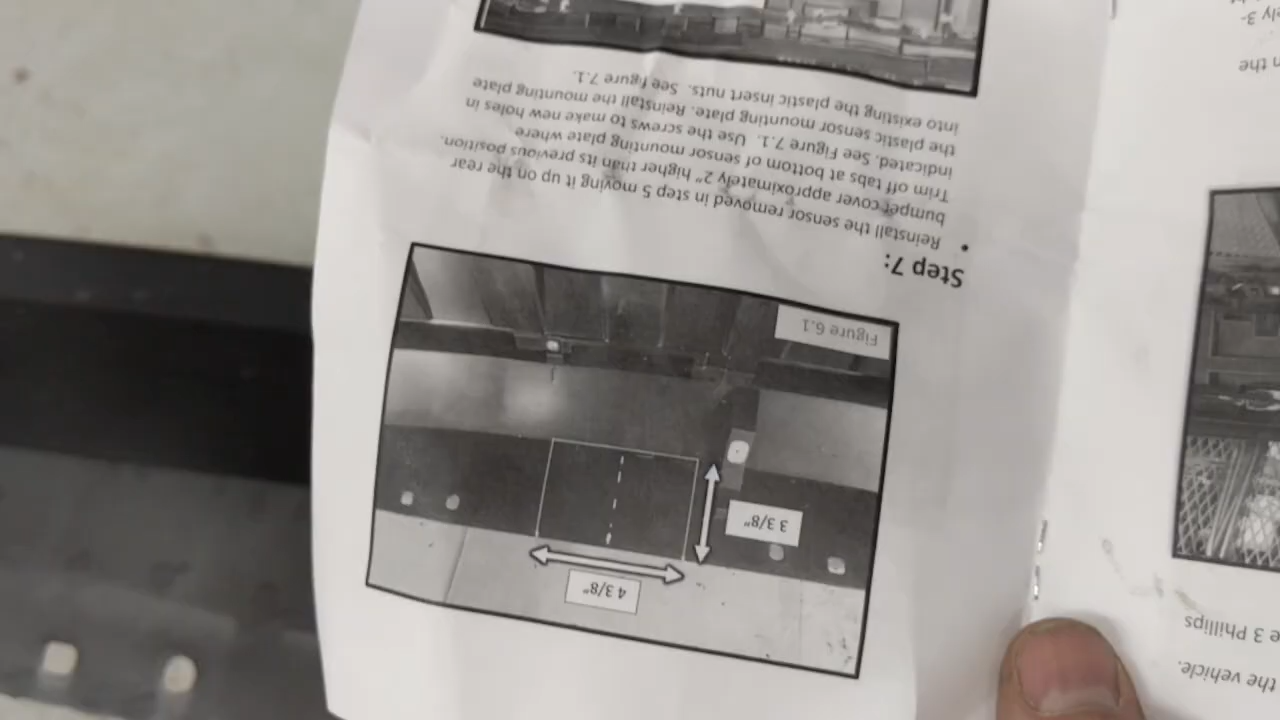 4 3/8"
3 3/8"
Figure 6.1
Step 7:
• Reinstall the sensor removed in step 5 moving it up on the rear
bumper cover approximately 2" higher than its previous position.
Trim off tabs at bottom of sensor mounting plate where
indicated. See Figure 7.1. Use the screws to make new holes in
the plastic sensor mounting plate. Reinstall the mounting plate
into existing the plastic insert nuts. See figure 7.1.
the vehicle.
e 3 Phillips
the
ly 3-